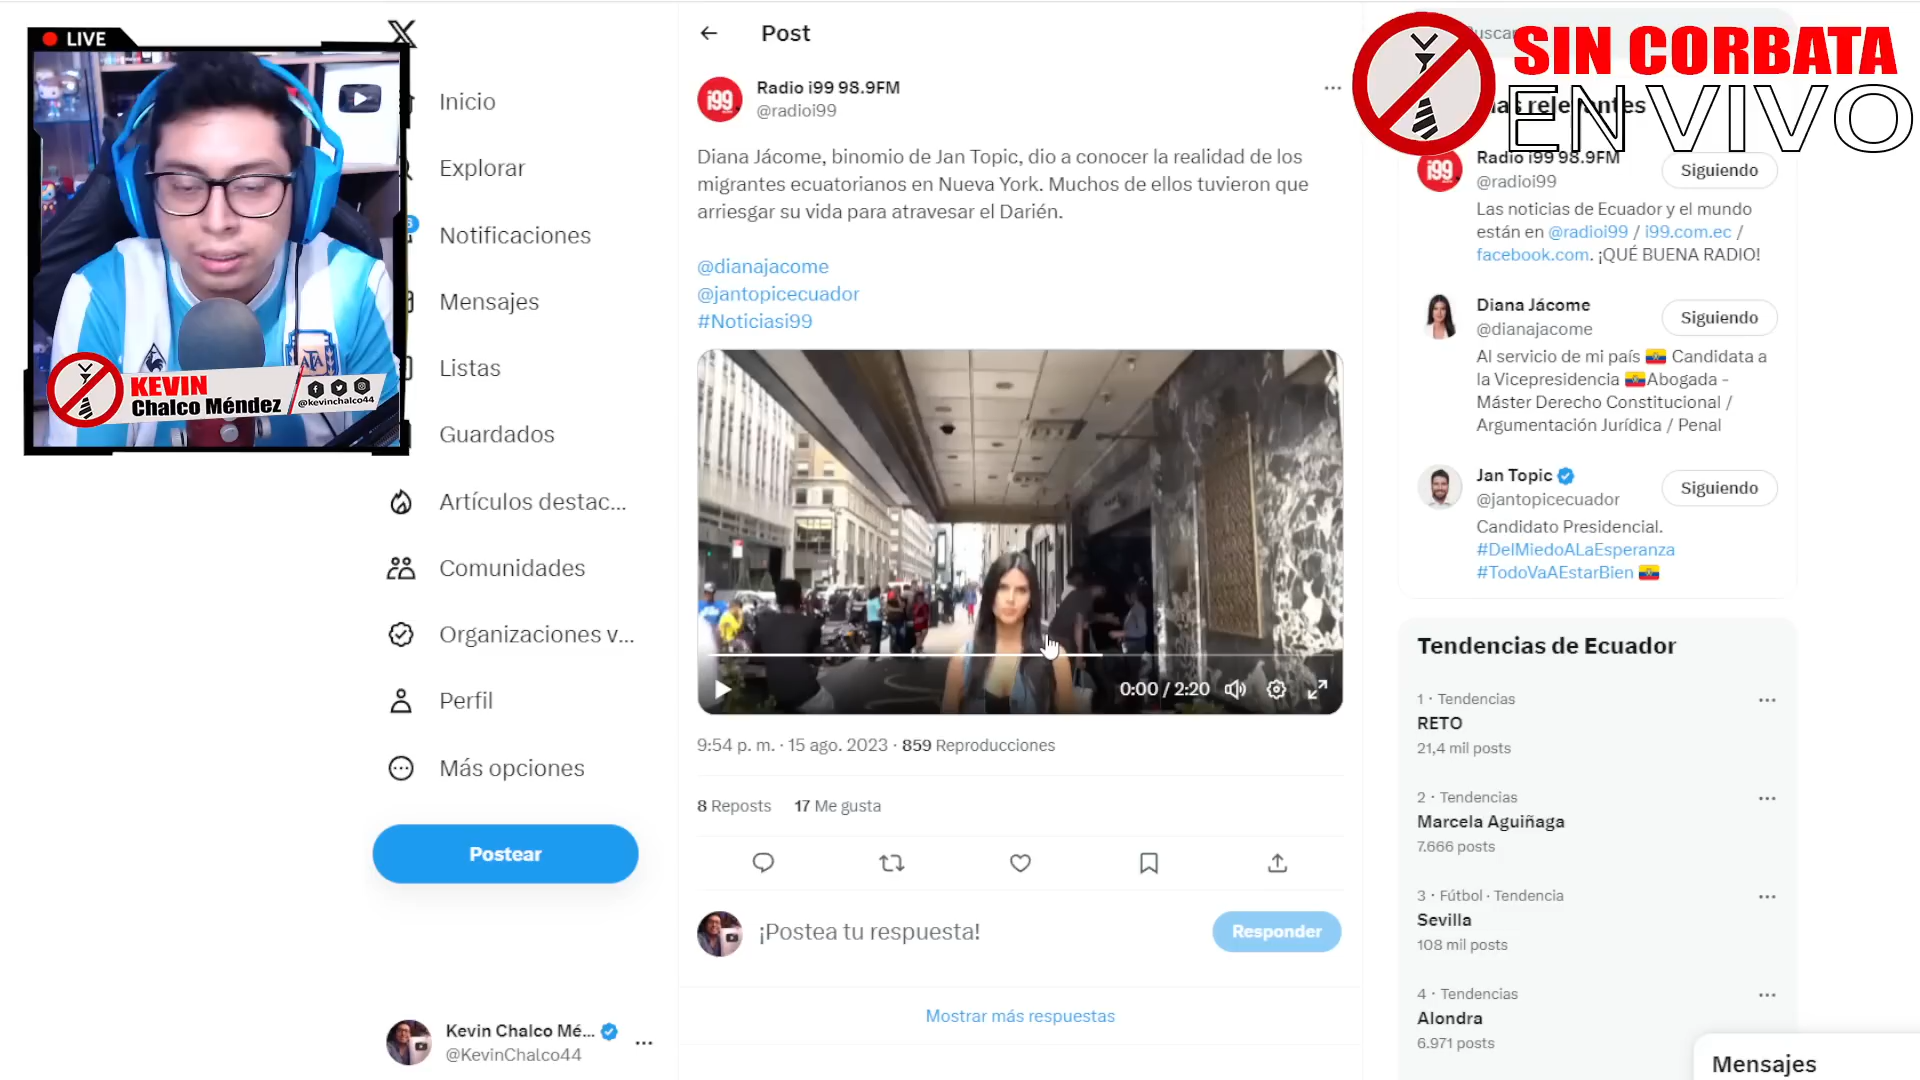 LIVE
KEVIN
Chalco Méndez
@kevinchalco44
Inicio
Explorar
Notificaciones
Mensajes
Listas
Guardados
Artículos destac...
Comunidades
Organizaciones v...
Perfil
Más opciones
Postear
Kevin Chalco Mé...
@KevinChalco44
Post
i99
Radio i99 98.9FM
@radioi99
Diana Jácome, binomio de Jan Topic, dio a conocer la realidad de los
migrantes ecuatorianos en Nueva York. Muchos de ellos tuvieron que
arriesgar su vida para atravesar el Darién.
@dianajacome
@jantopicecuador
#Noticiasi99
0:00 / 2:20
9:54 p. m. · 15 ago. 2023 · 859 Reproducciones
8 Reposts 17 Me gusta
¡Postea tu respuesta!
Responder
Mostrar más respuestas
SIN CORBATA
EN VIVO
relevantes
i99
Radio i99 98.9FM
@radioi99
Siguiendo
Las noticias de Ecuador y el mundo
están en @radioi99 / i99.com.ec /
facebook.com. ¡QUÉ BUENA RADIO!
Diana Jácome
@dianajacome
Siguiendo
Al servicio de mi país Candidata a
la Vicepresidencia Abogada -
Máster Derecho Constitucional /
Argumentación Jurídica / Penal
Jan Topic
@jantopicecuador
Siguiendo
Candidato Presidencial.
#DelMiedoALaEsperanza
#TodoVaAEstarBien
Tendencias de Ecuador
1 · Tendencias
RETO
21,4 mil posts
2 · Tendencias
Marcela Aguiñaga
7.666 posts
3 · Fútbol · Tendencia
Sevilla
108 mil posts
4 · Tendencias
Alondra
6.971 posts
Mensajes